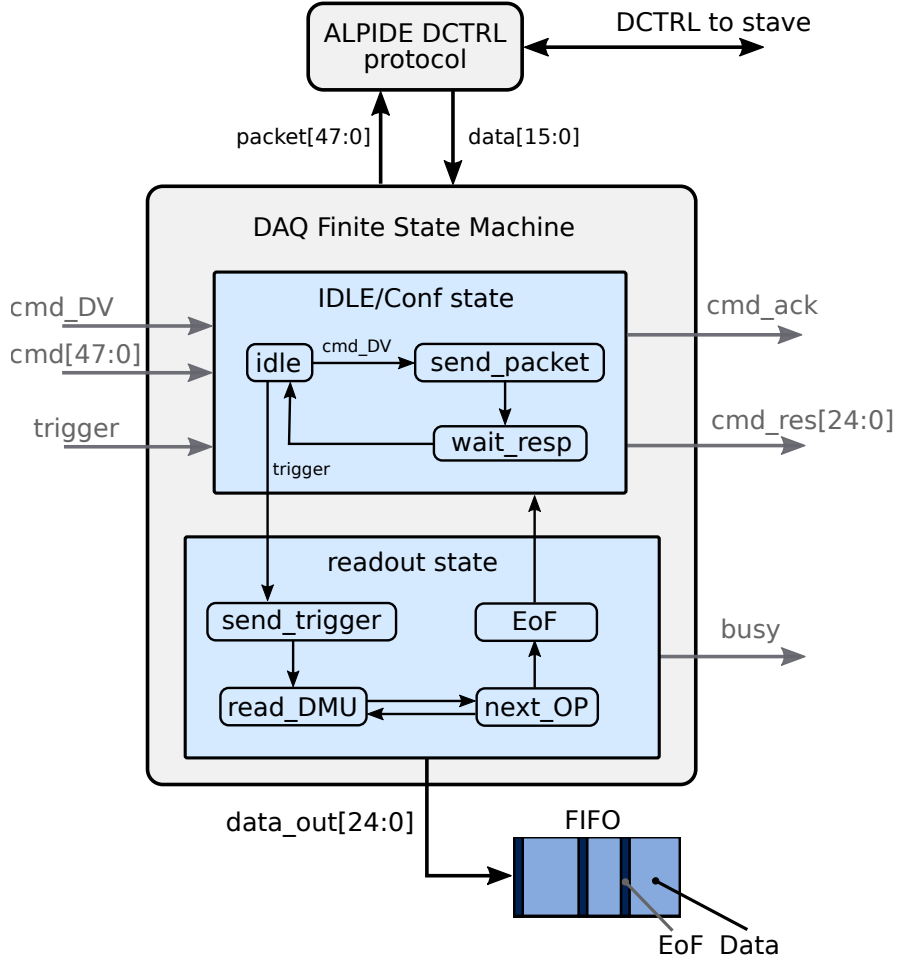 ALPIDE DCTRL
protocol
DCTRL to stave
packet[47:0]
data[15:0]
DAQ Finite State Machine
cmd_DV
cmd[47:0]
trigger
IDLE/Conf state
idle
cmd_DV
send_packet
wait_resp
trigger
cmd_ack
cmd_res[24:0]
readout state
send_trigger
EoF
read_DMU
next_OP
busy
data_out[24:0]
FIFO
EoF
Data